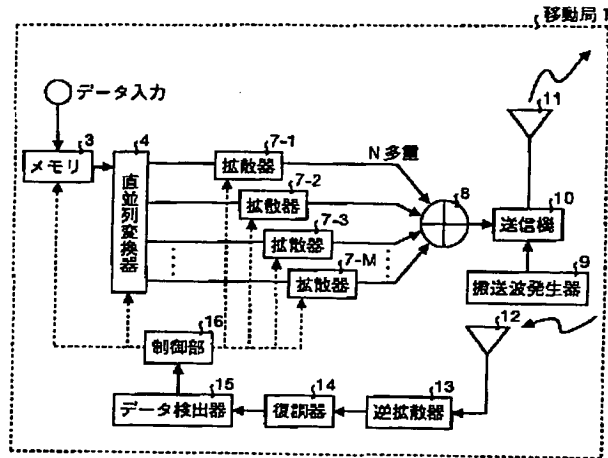 移動局1
データ入力
3
メモリ
4
直並列変換器
7-1
拡散器
7-2
拡散器
7-3
拡散器
7-M
拡散器
N多量
8
11
10
送信機
9
搬送波発生器
12
16
制御部
15
データ検出器
14
復調器
13
逆拡散器